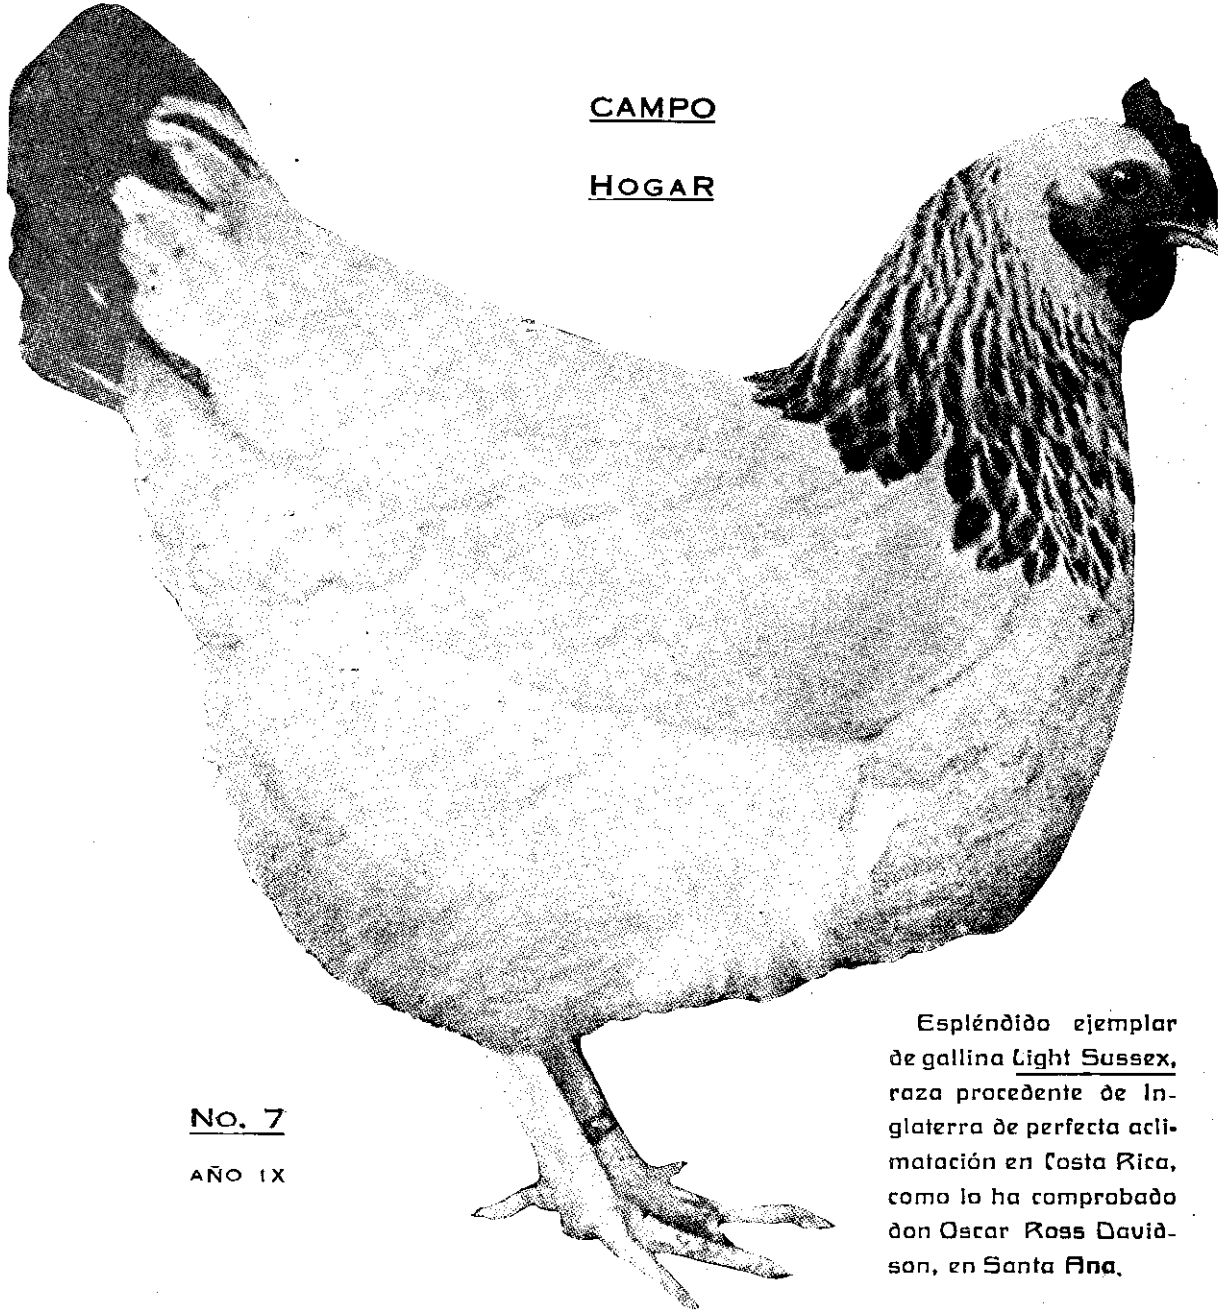 CAMPO
HOGAR
No. 7
AÑO IX
Espléndido ejemplar
de gallina Light Sussex,
raza procedente de In-
glaterra de perfecta acli-
matación en Costa Rica,
como lo ha comprobado
don Oscar Ross David-
son, en Santa Ana.